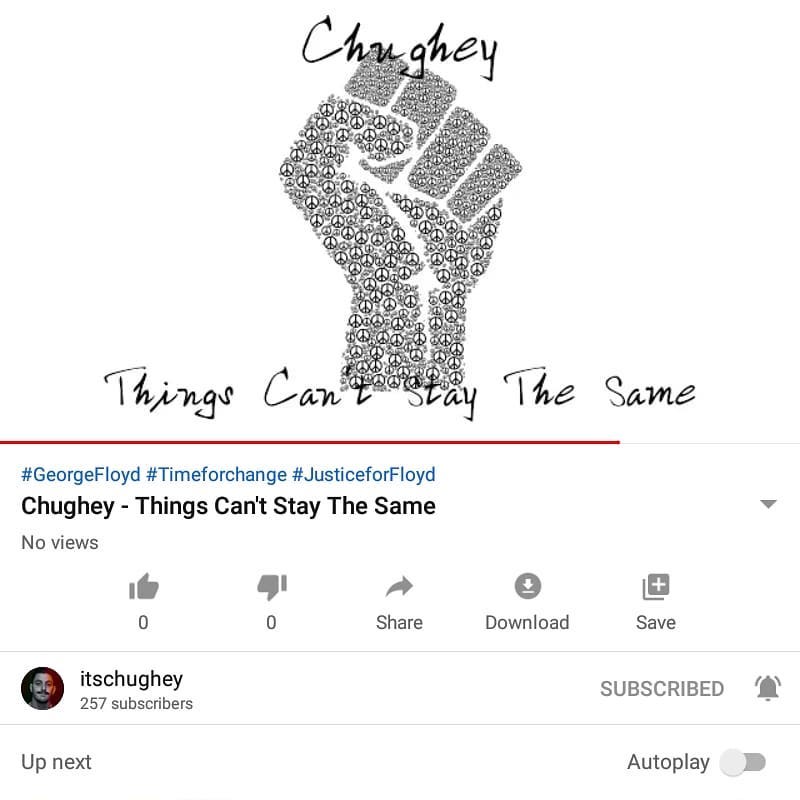 Chughey
Things Can't Stay The Same
#GeorgeFloyd #Timeforchange #JusticeforFloyd
Chughey - Things Can't Stay The Same
No views
0 0 Share Download Save
itschughey
257 subscribers
SUBSCRIBED
Up next Autoplay